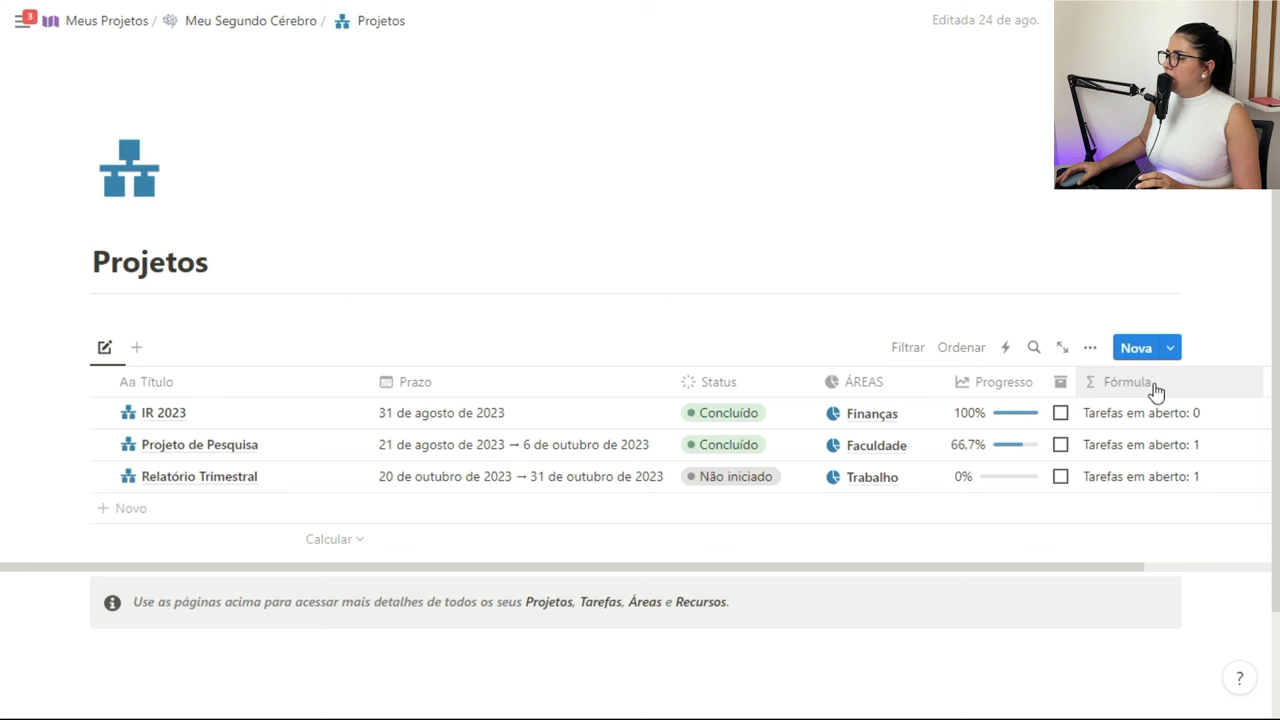 3 Meus Projetos / Meu Segundo Cérebro / Projetos Editada 24 de ago.
Projetos
Filtrar Ordenar Nova
Aa Título Prazo Status ÁREAS Progresso Σ Fórmula
IR 2023 31 de agosto de 2023 Concluído Finanças 100% Tarefas em aberto: 0
Projeto de Pesquisa 21 de agosto de 2023 → 6 de outubro de 2023 Concluído Faculdade 66,7% Tarefas em aberto: 1
Relatório Trimestral 20 de outubro de 2023 → 31 de outubro de 2023 Não iniciado Trabalho 0% Tarefas em aberto: 1
+ Novo
Calcular
Use as páginas acima para acessar mais detalhes de todos os seus Projetos, Tarefas, Áreas e Recursos.
?